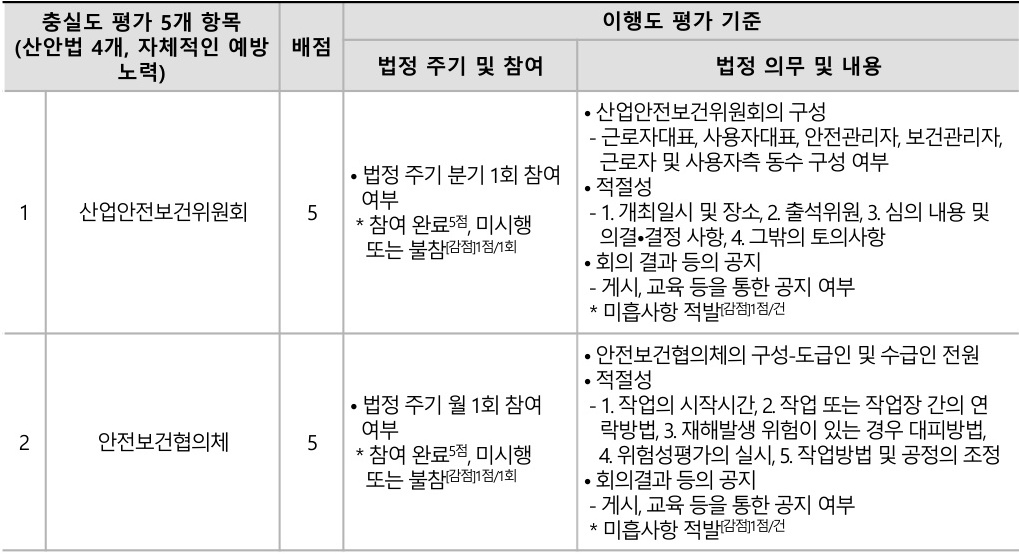 충실도 평가 5개 항목
(산안법 4개, 자체적인 예방
노력)
배점
이행도 평가 기준
법정 주기 및 참여
법정 의무 및 내용
1
산업안전보건위원회
5
• 법정 주기 분기 1회 참여
여부
* 참여 완료5점, 미시행
또는 불참[감점]1점/1회
• 산업안전보건위원회의 구성
- 근로자대표, 사용자대표, 안전관리자, 보건관리자,
근로자 및 사용자측 동수 구성 여부
• 적절성
- 1. 개최일시 및 장소, 2. 출석위원, 3. 심의 내용 및
의결•결정 사항, 4. 그밖의 토의사항
• 회의 결과 등의 공지
- 게시, 교육 등을 통한 공지 여부
* 미흡사항 적발[감점]1점/건
2
안전보건협의체
5
• 법정 주기 월 1회 참여
여부
* 참여 완료5점, 미시행
또는 불참[감점]1점/1회
• 안전보건협의체의 구성-도급인 및 수급인 전원
• 적절성
- 1. 작업의 시작시간, 2. 작업 또는 작업장 간의 연
락방법, 3. 재해발생 위험이 있는 경우 대피방법,
4. 위험성평가의 실시, 5. 작업방법 및 공정의 조정
• 회의결과 등의 공지
- 게시, 교육 등을 통한 공지 여부
* 미흡사항 적발[감점]1점/건